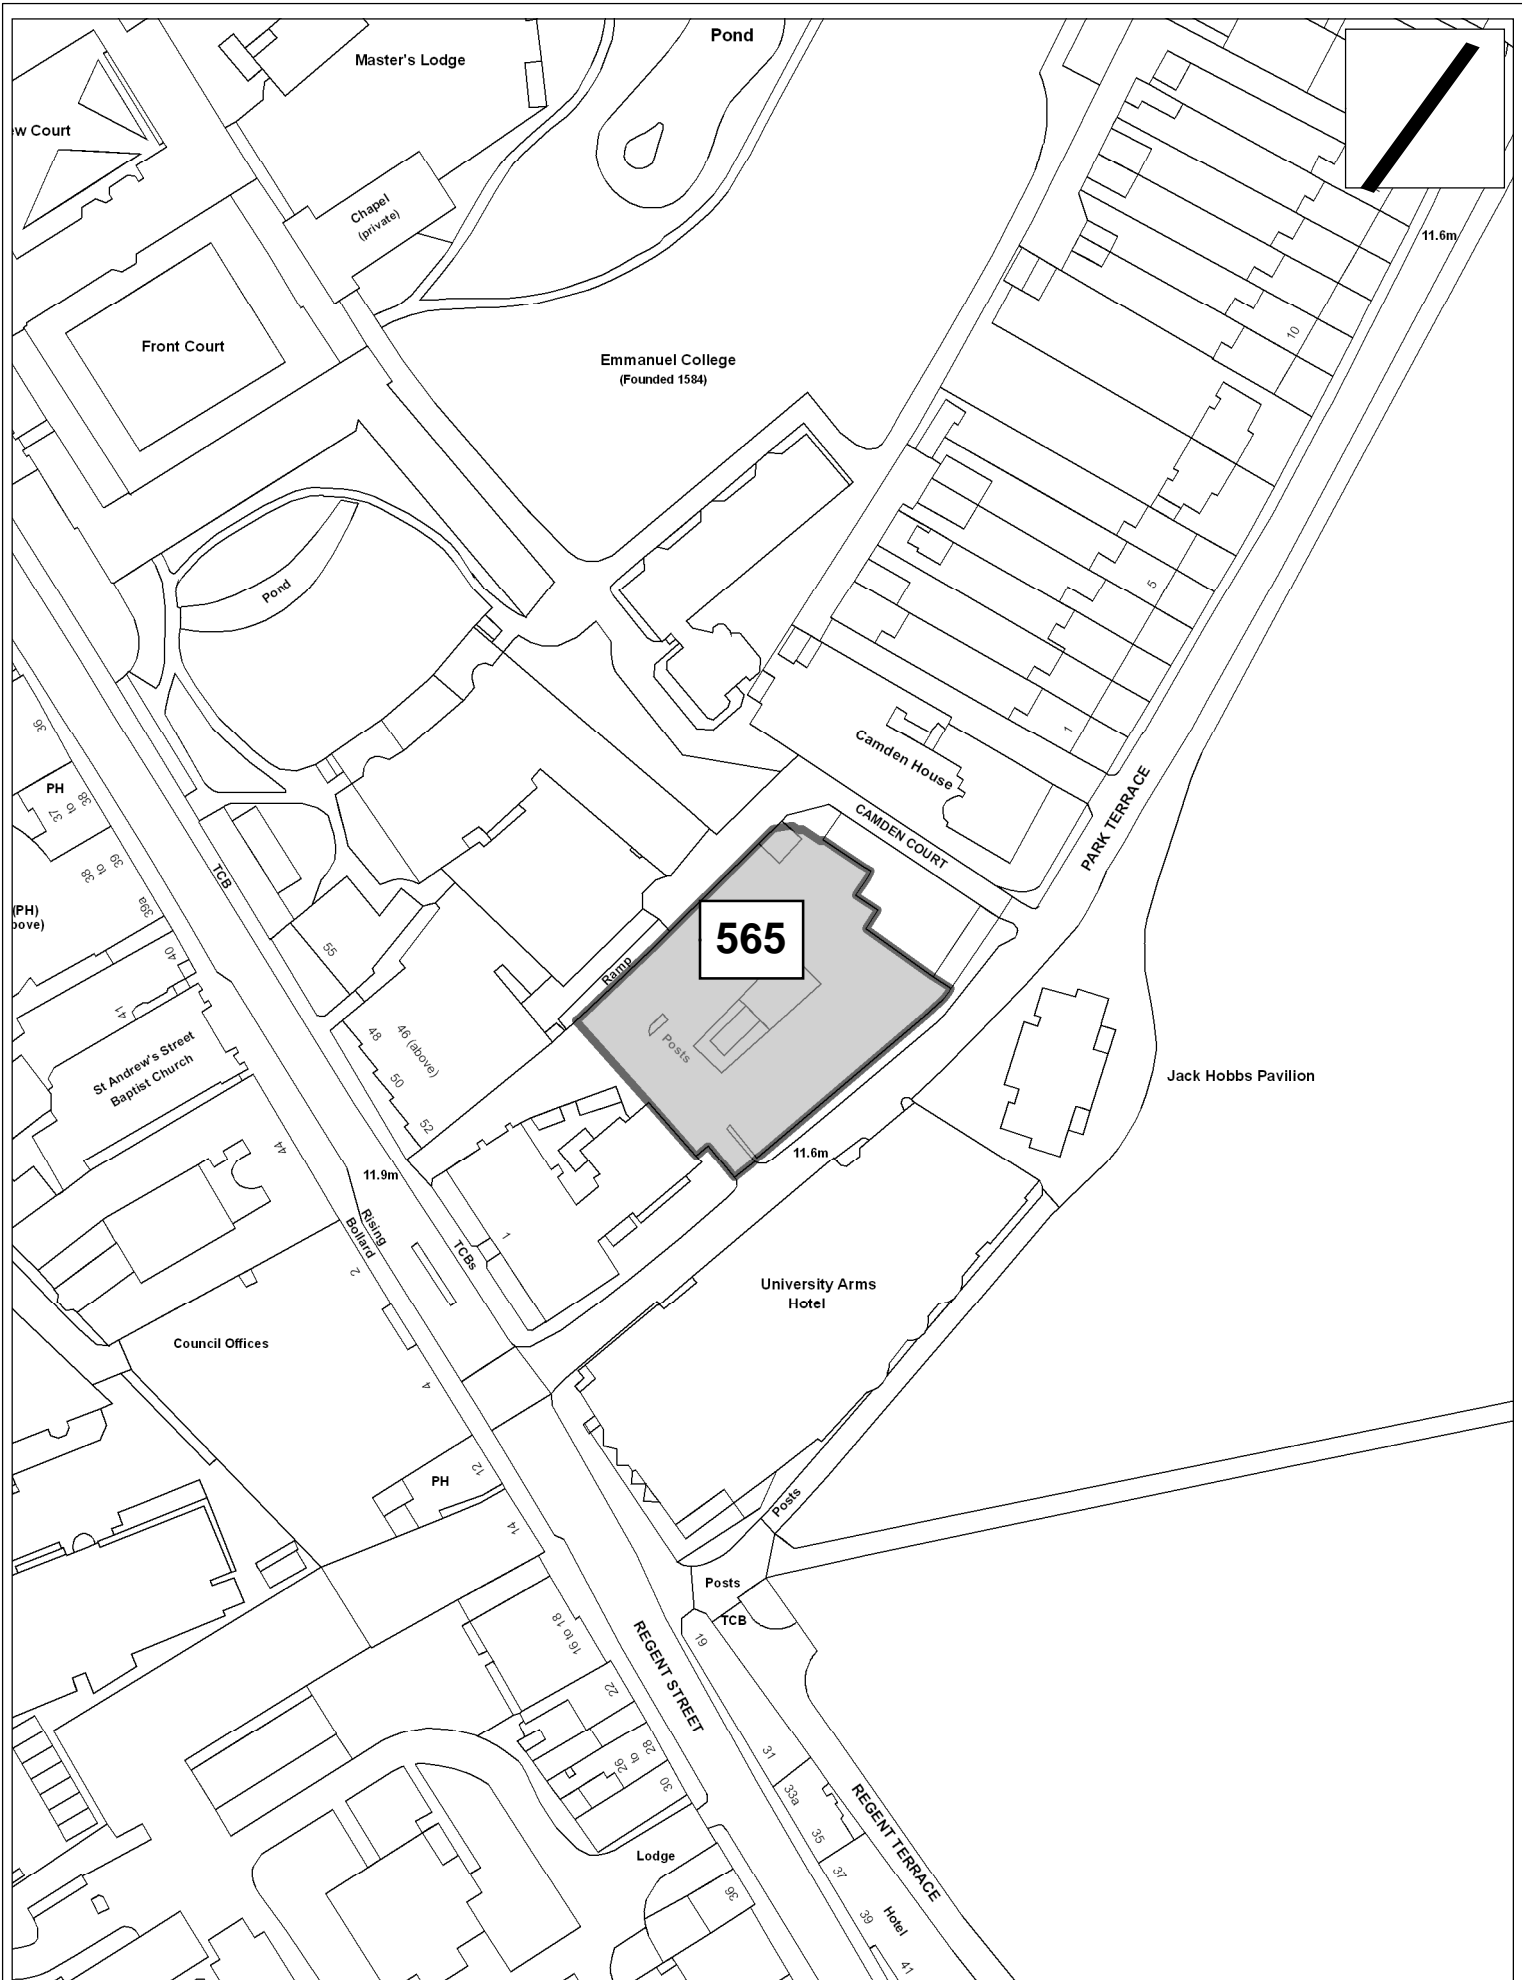 Pond
Master's Lodge
w Court
Chapel
(private)
11.6m
10
Front Court
Emmanuel College
(Founded 1584)
Pond
5
36
1
Camden House
PARK TERRACE
PH
37
to
38
CAMDEN COURT
38
to
39
TCB
39a
(PH)
bove)
565
55
40
Ramp
41
48
46 (above)
Posts
St Andrew's Street
Baptist Church
50
Jack Hobbs Pavilion
52
44
11.6m
11.9m
Rising
Bollard
1
TCBs
2
University Arms
Hotel
Council Offices
4
12
PH
Posts
14
Posts
TCB
16 to 18
19
REGENT STREET
22
28
to
26
31
30
33a
REGENT TERRACE
35
Lodge
37
36
39
Hotel
41